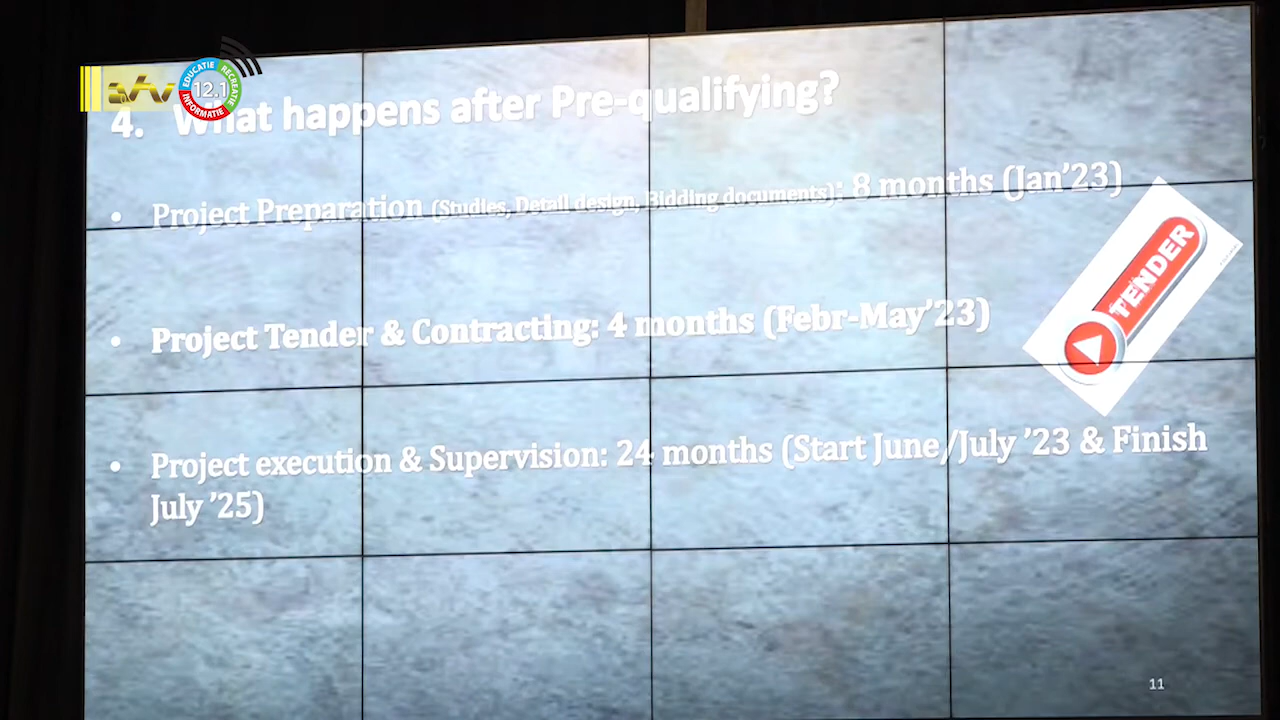 stv
EDUCATIE
RECREATIE
INFORMATIE
12.1
4. What happens after Pre-qualifying?
• Project Preparation (Studies, Detail design, Bidding documents): 8 months (Jan’23)
TENDER
• Project Tender & Contracting: 4 months (Febr-May’23)
• Project execution & Supervision: 24 months (Start June/July ’23 & Finish
July ’25)
11